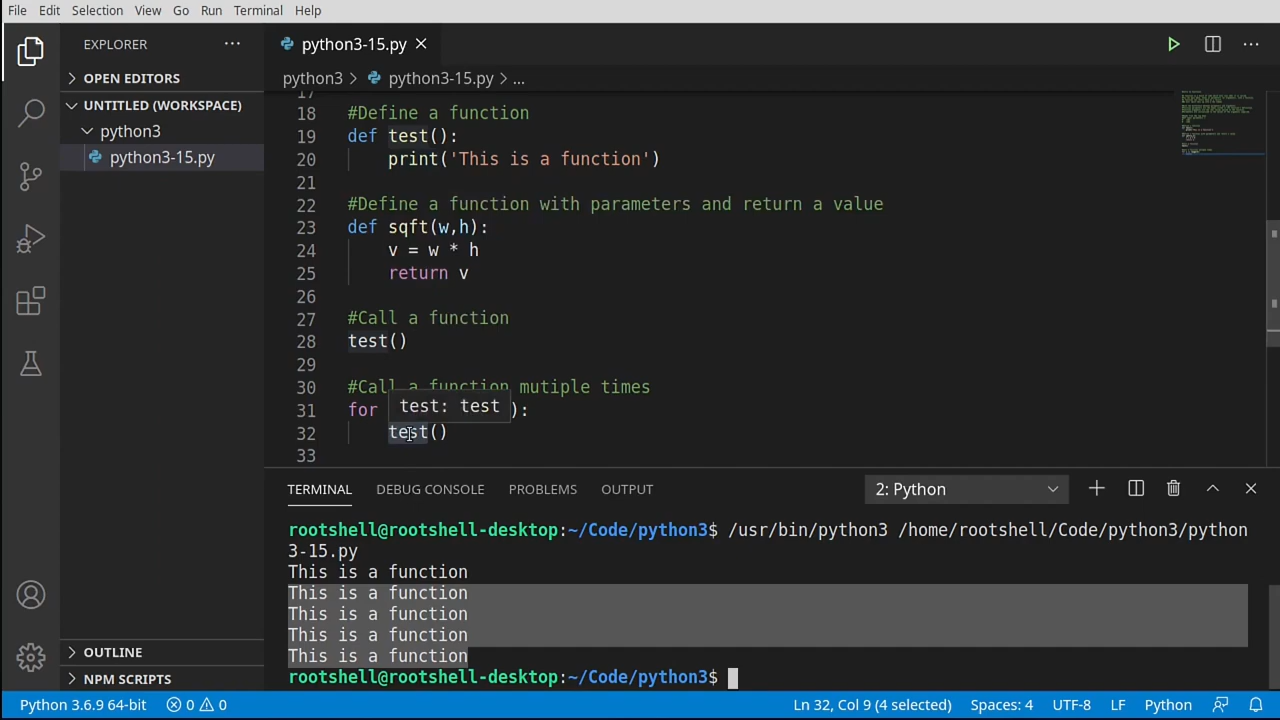 File Edit Selection View Go Run Terminal Help
EXPLORER
OPEN EDITORS
UNTITLED (WORKSPACE)
python3
python3-15.py
OUTLINE
NPM SCRIPTS
python3-15.py
python3 > python3-15.py > ...
17
18 #Define a function
19 def test():
20 print('This is a function')
21
22 #Define a function with parameters and return a value
23 def sqft(w,h):
24 v = w * h
25 return v
26
27 #Call a function
28 test()
29
30 #Call a function mutiple times
31 for ):
test: test
32 test()
33
TERMINAL DEBUG CONSOLE PROBLEMS OUTPUT 2: Python
rootshell@rootshell-desktop:~/Code/python3$ /usr/bin/python3 /home/rootshell/Code/python3/python
3-15.py
This is a function
This is a function
This is a function
This is a function
This is a function
rootshell@rootshell-desktop:~/Code/python3$
Python 3.6.9 64-bit 0 0 Ln 32, Col 9 (4 selected) Spaces: 4 UTF-8 LF Python